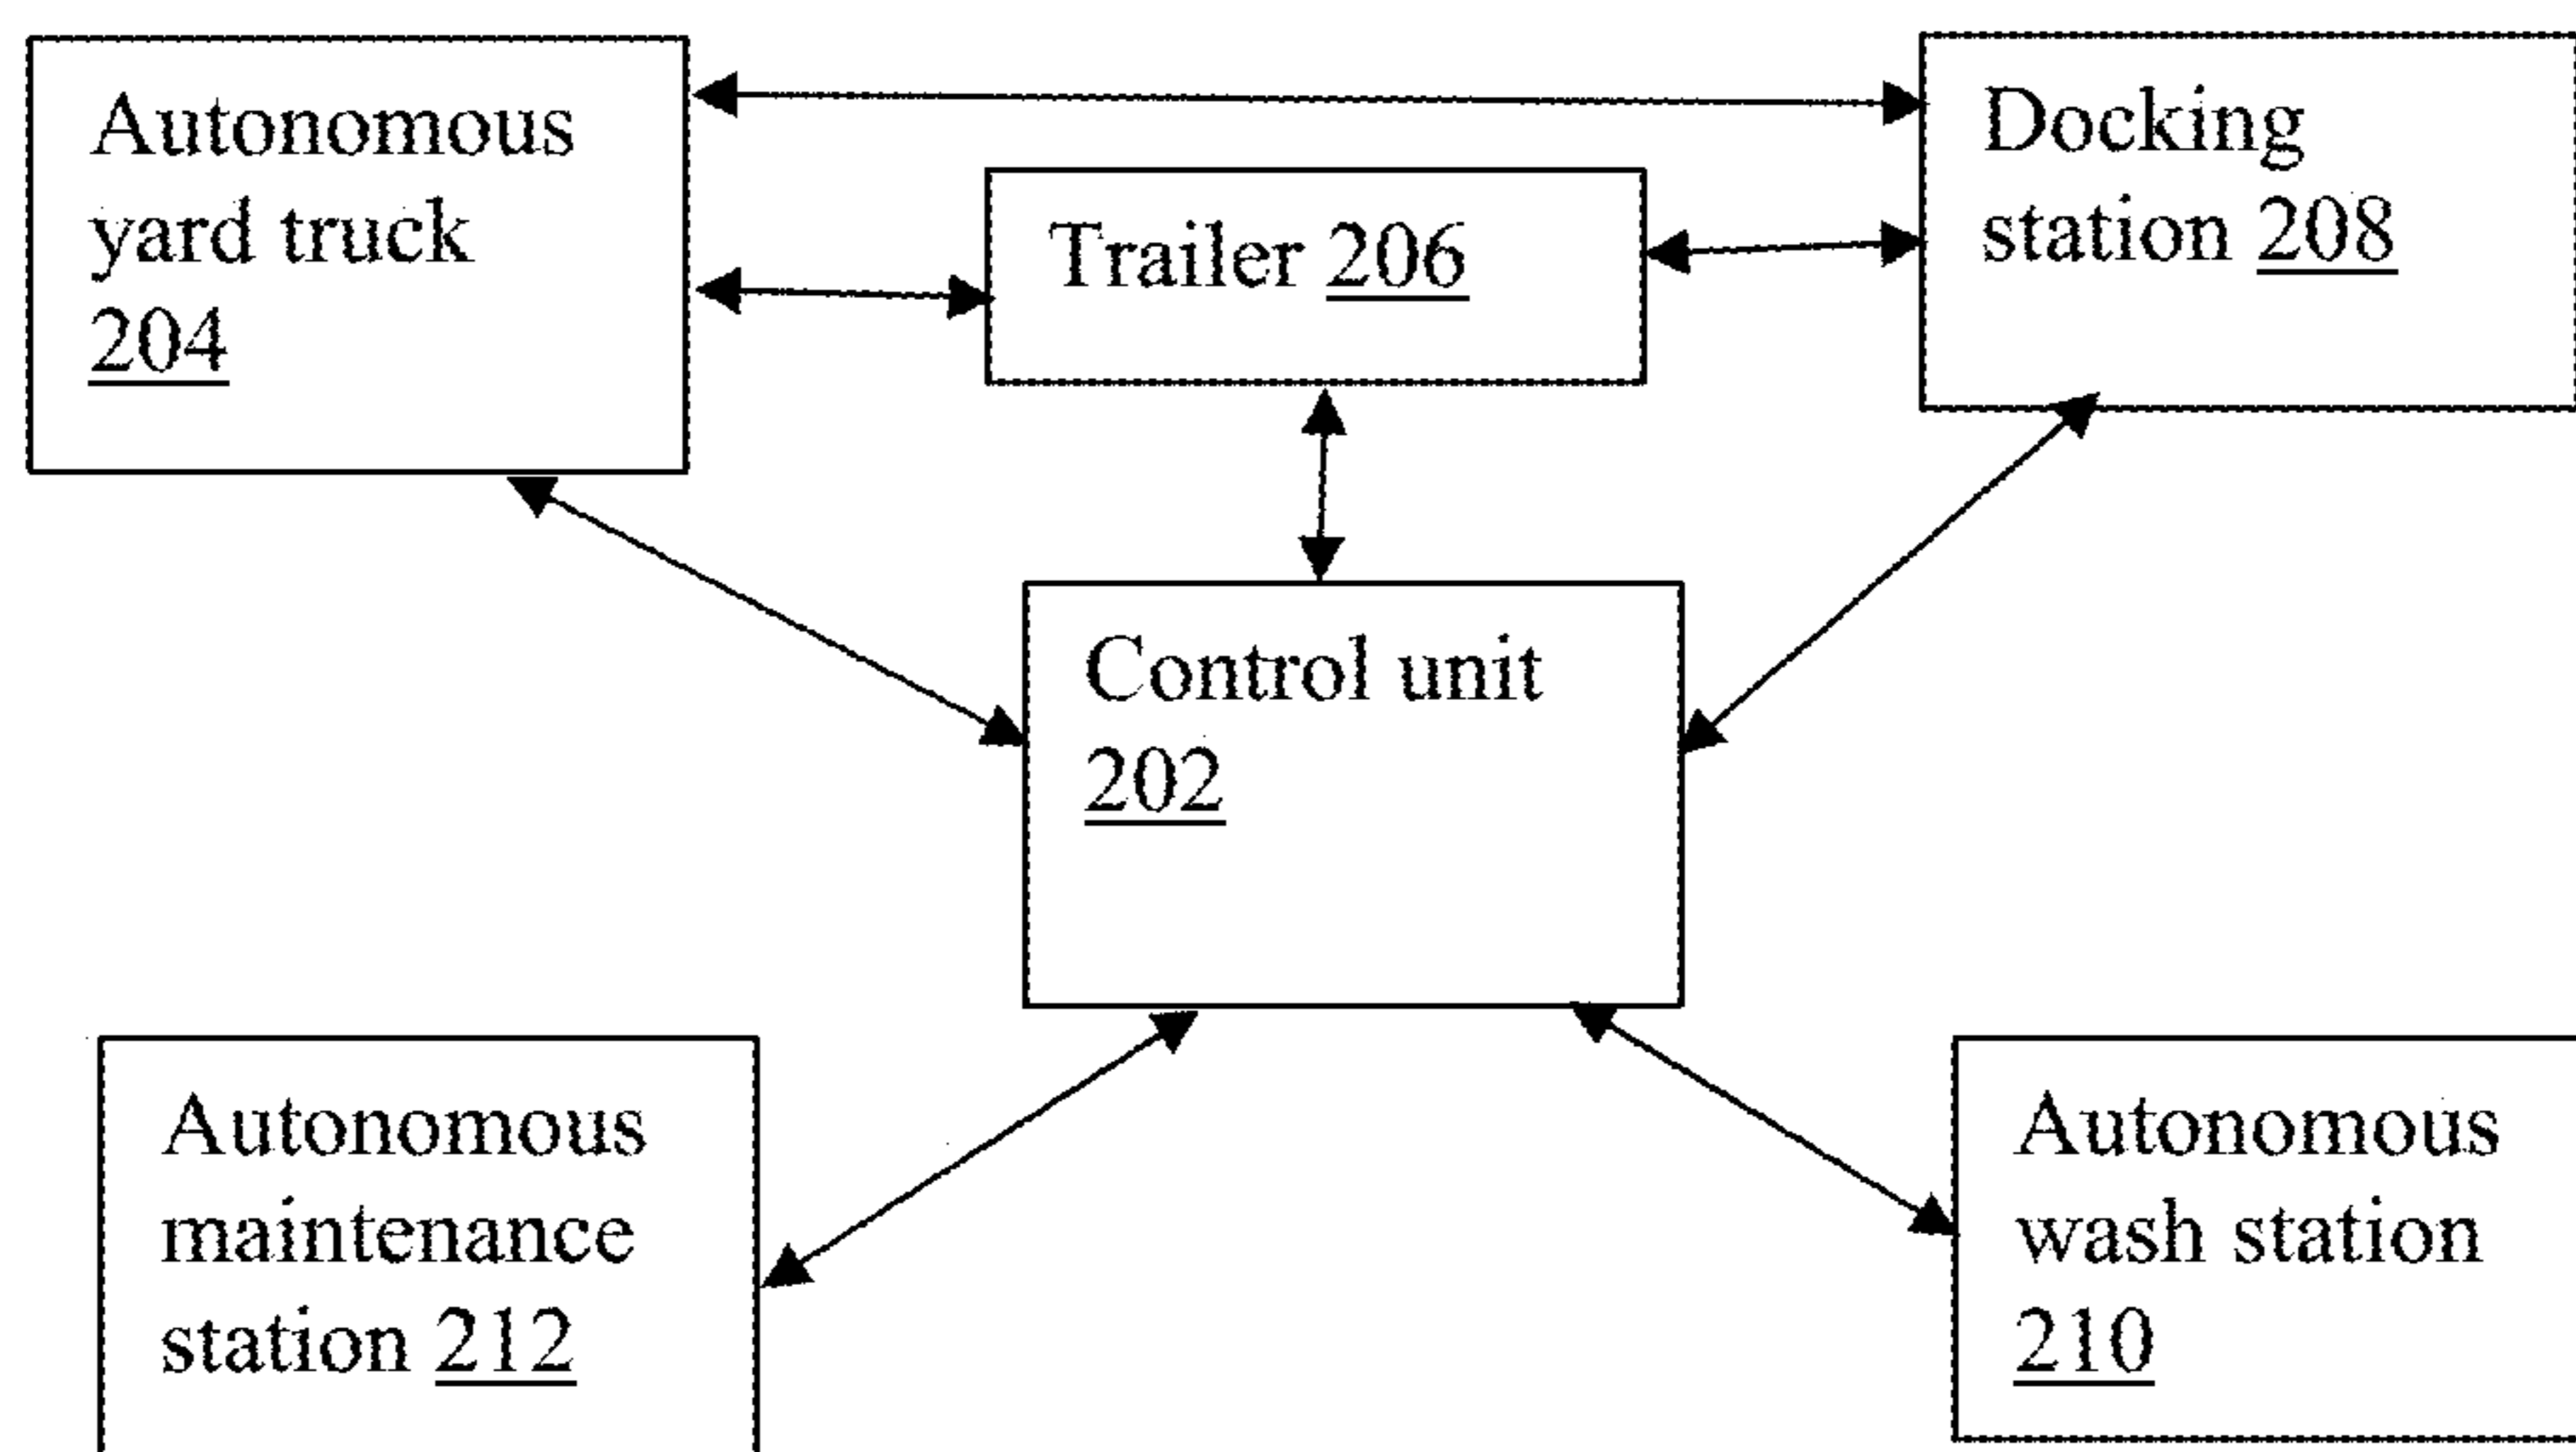 Autonomous
yard truck
204
Trailer 206
Docking
station 208
Control unit
202
Autonomous
maintenance
station 212
Autonomous
wash station
210